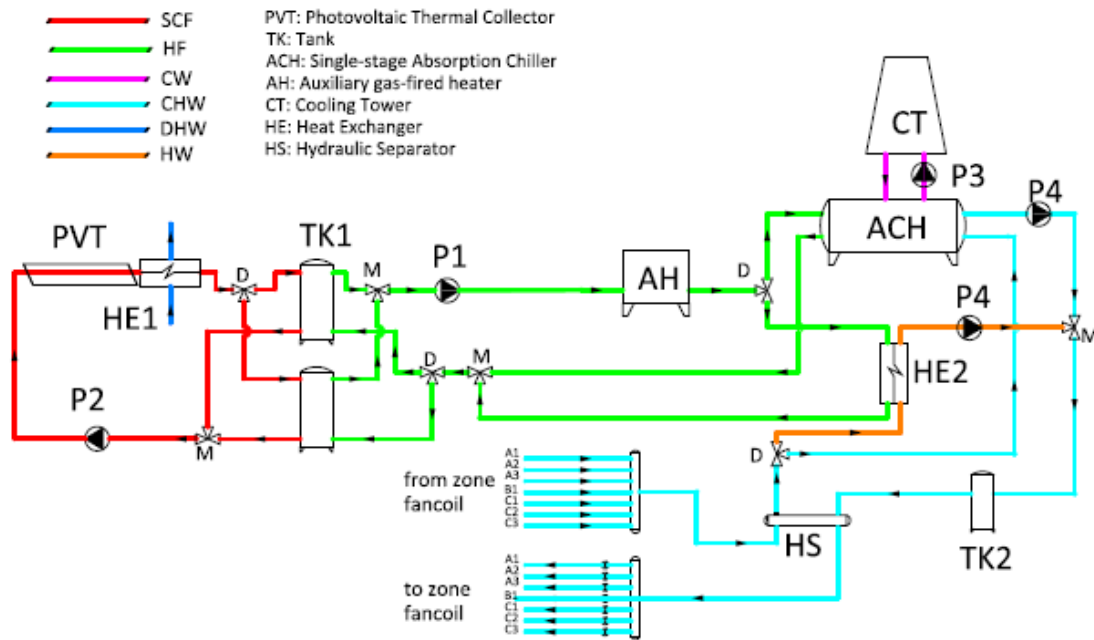 SCF
HF
CW
CHW
DHW
HW
PVT: Photovoltaic Thermal Collector
TK: Tank
ACH: Single-stage Absorption Chiller
AH: Auxiliary gas-fired heater
CT: Cooling Tower
HE: Heat Exchanger
HS: Hydraulic Separator
CT
P3
P4
ACH
PVT
TK1
D
M
P1
AH
D
HE1
P4
M
HE2
D
M
P2
M
D
from zone
fancoil
A1
A2
A3
B1
C1
C2
C3
HS
TK2
to zone
fancoil
A1
A2
A3
B1
C1
C2
C3